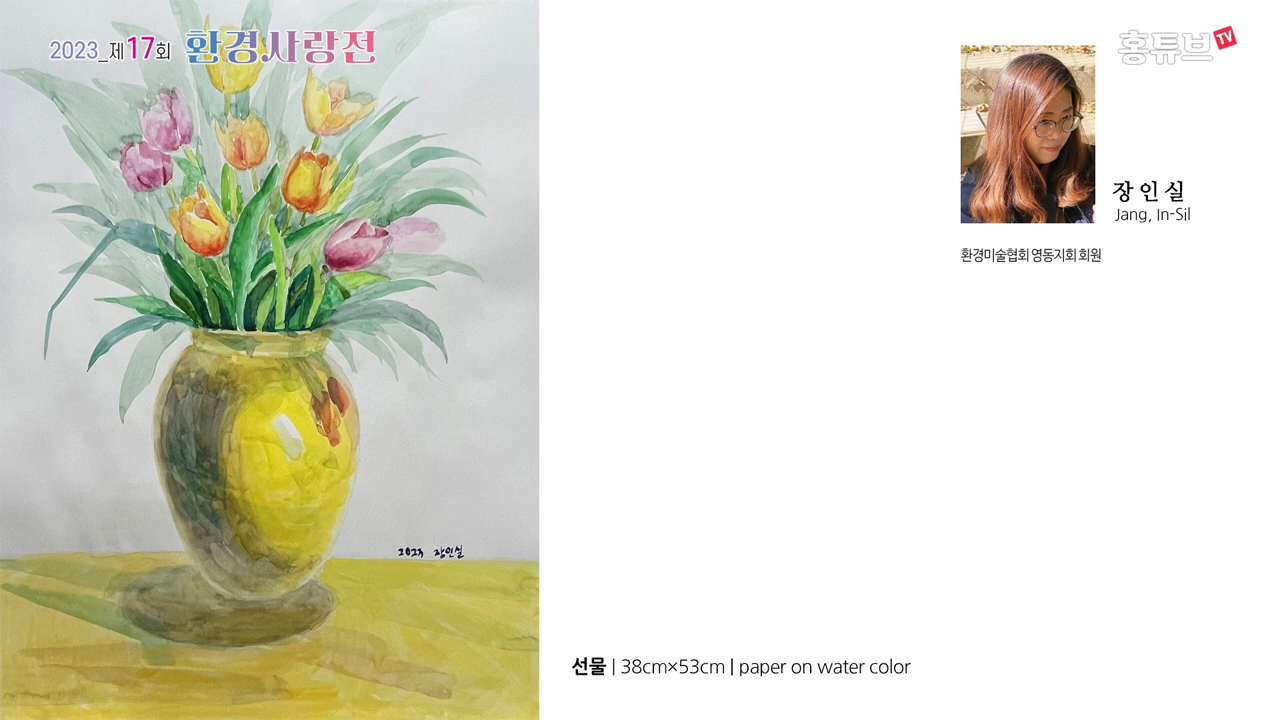 2023_제17회 환경사랑전
홍튜브 TV
장인실
Jang, In-Sil
환경미술협회 영동지회 회원
2023 장인실
선물 | 38cm×53cm | paper on water color